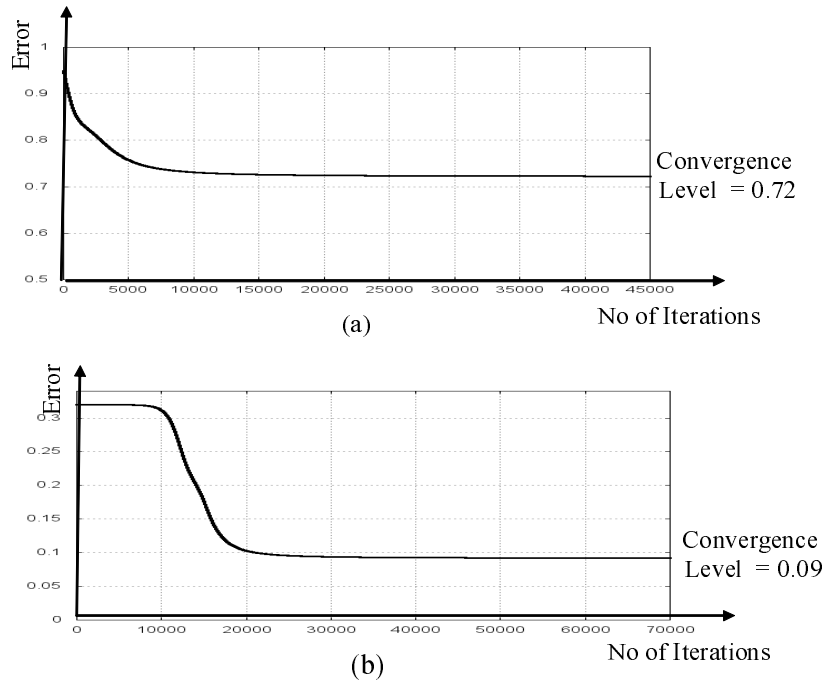 Error
1
0.9
0.8
0.7
0.6
0.5
0 5000 10000 15000 20000 25000 30000 35000 40000 45000
Convergence
Level = 0.72
No of Iterations
(a)
Error
0.3
0.25
0.2
0.15
0.1
0.05
0
0 10000 20000 30000 40000 50000 60000 70000
Convergence
Level = 0.09
No of Iterations
(b)